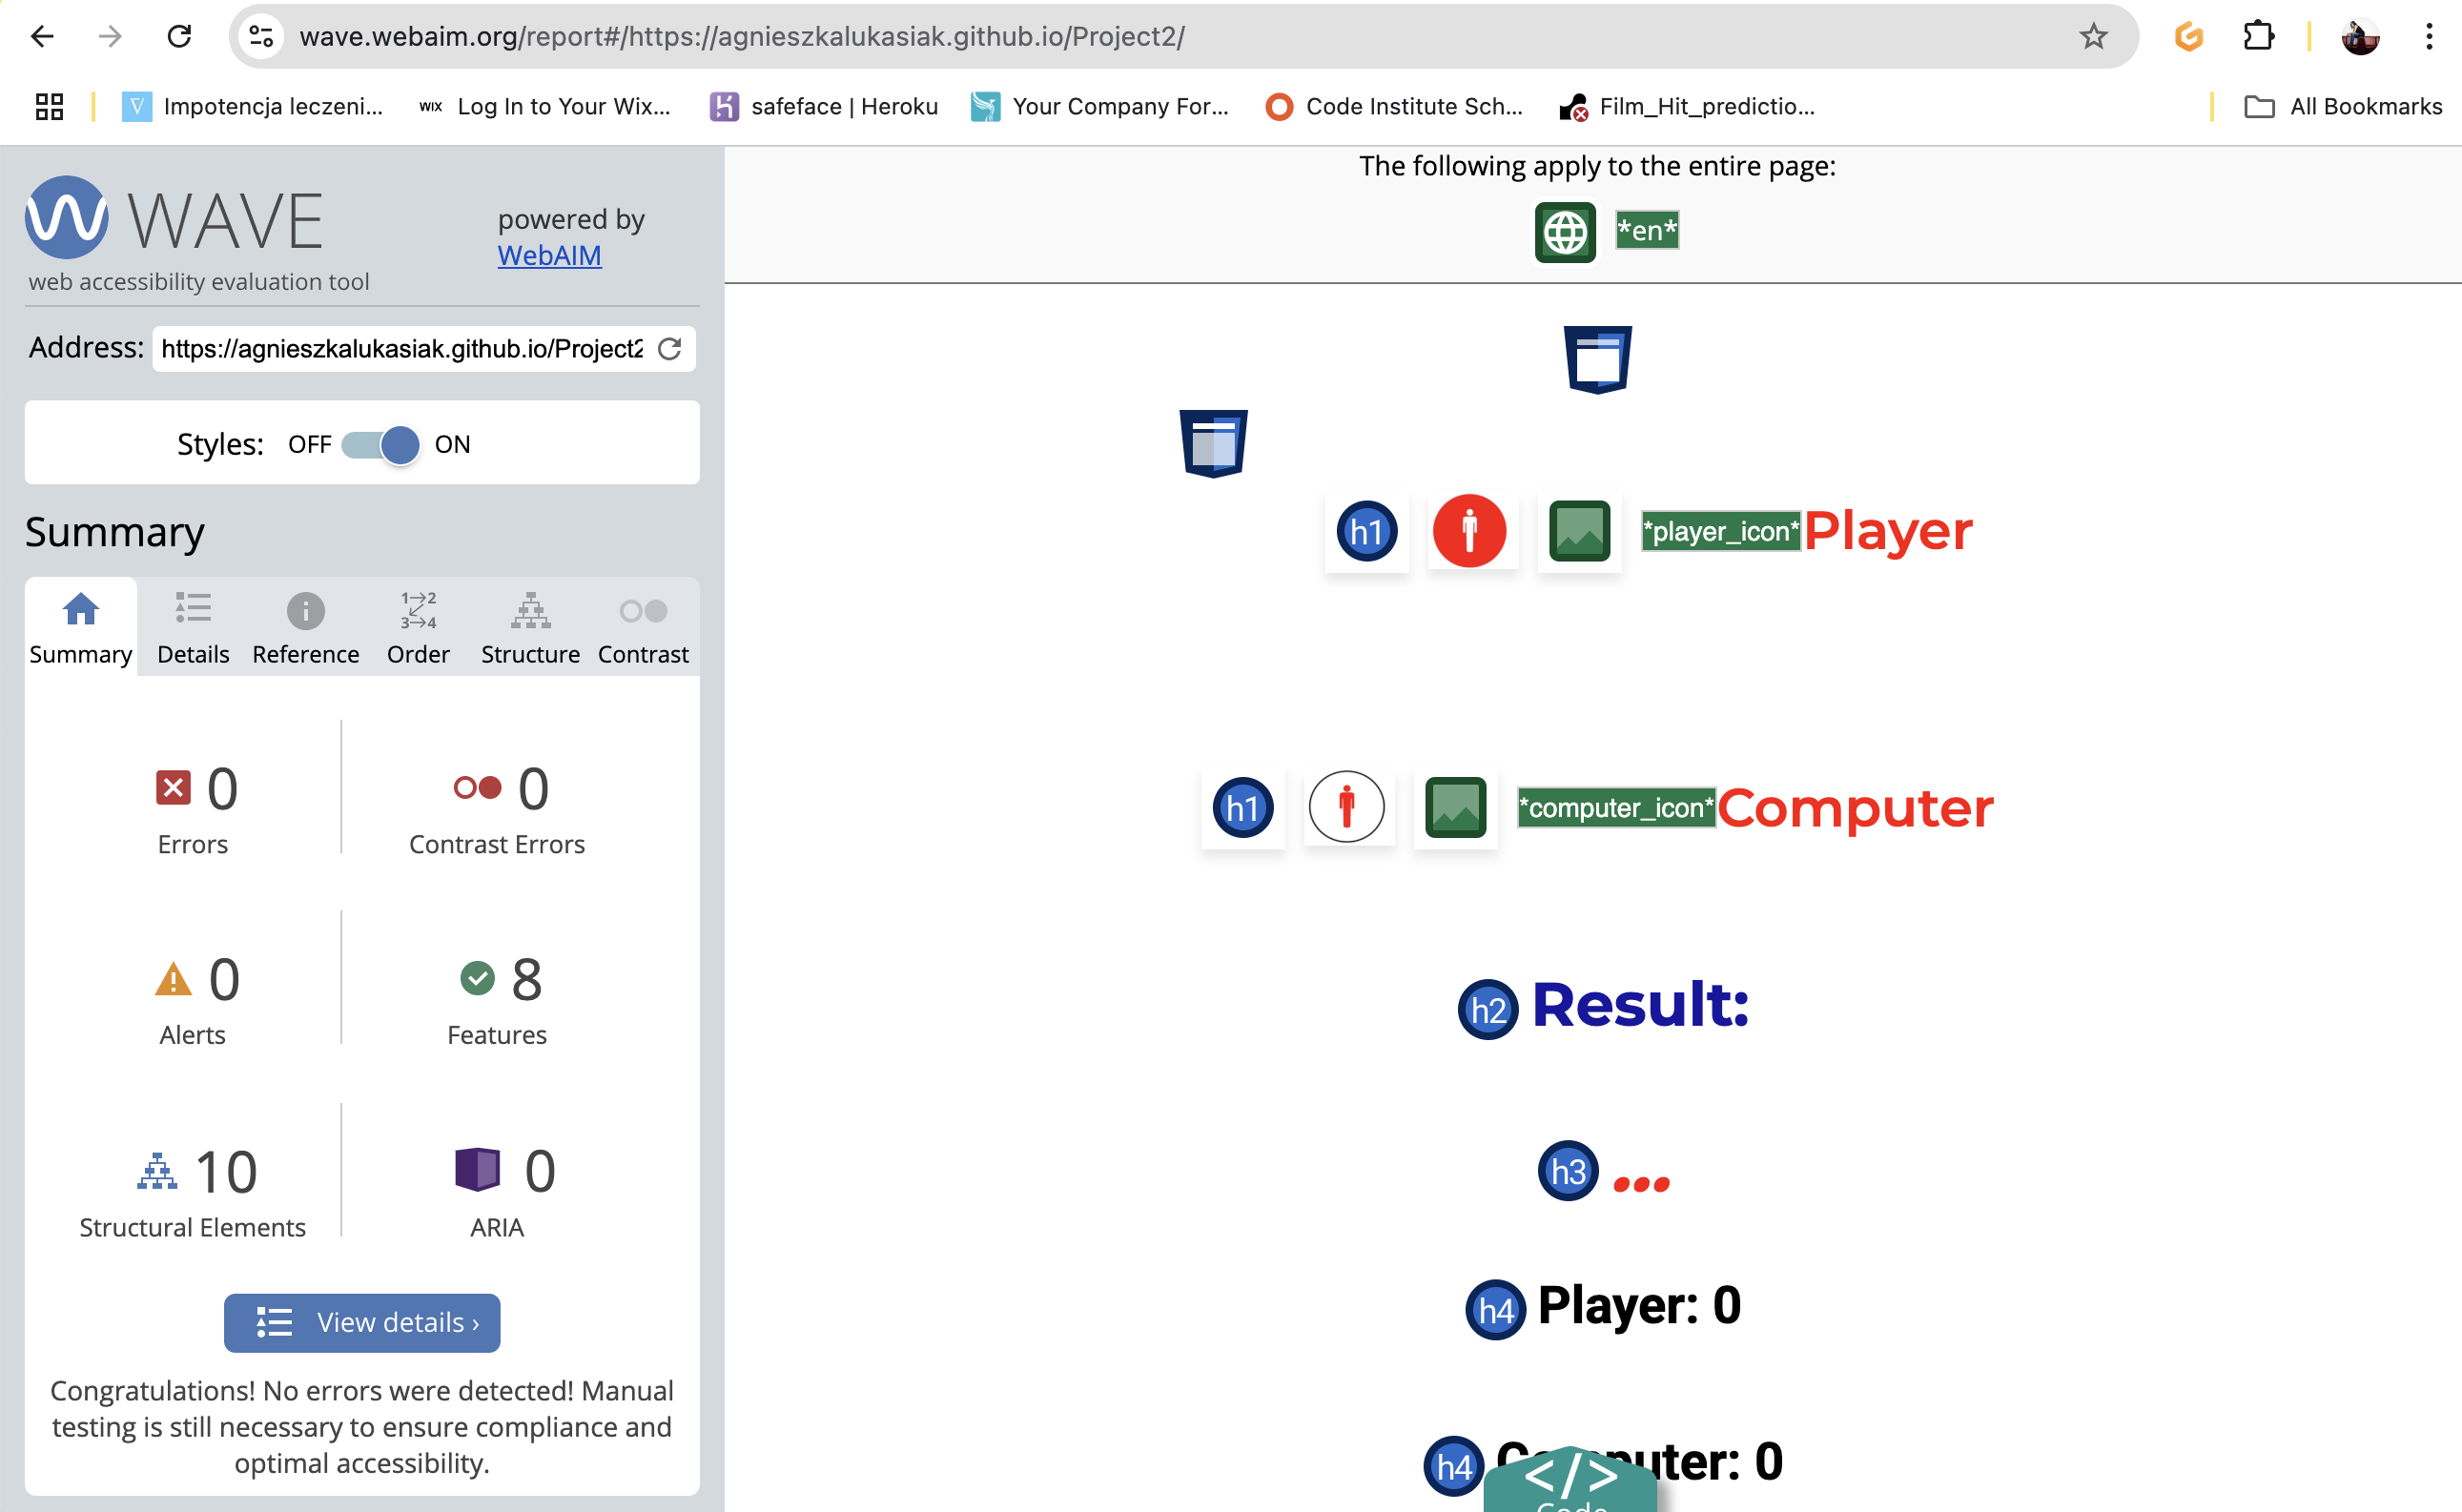 wave.webaim.org/report#/https://agnieszkalukasiak.github.io/Project2/
Impotencja leczeni...
WIX Log In to Your Wix...
safeface | Heroku
Your Company For...
Code Institute Sch...
Film_Hit_predictio...
All Bookmarks
WAVE
powered by
WebAIM
web accessibility evaluation tool
Address: https://agnieszkalukasiak.github.io/Project2
Styles: OFF ON
Summary
Summary Details Reference Order Structure Contrast
0 Errors
0 Contrast Errors
0 Alerts
8 Features
10 Structural Elements
0 ARIA
View details ›
Congratulations! No errors were detected! Manual
testing is still necessary to ensure compliance and
optimal accessibility.
The following apply to the entire page:
*en*
h1 *player_icon* Player
h1 *computer_icon* Computer
h2 Result:
h3 ...
h4 Player: 0
h4 Computer: 0
</> Code